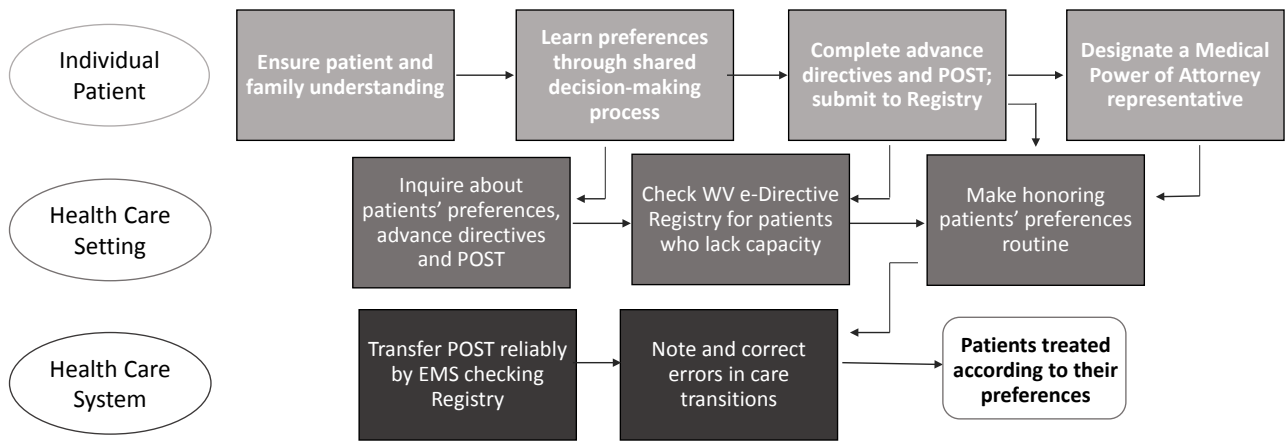 Individual
Patient
Ensure patient and
family understanding
Learn preferences
through shared
decision-making
process
Complete advance
directives and POST;
submit to Registry
Designate a Medical
Power of Attorney
representative
Health Care
Setting
Inquire about
patients’ preferences,
advance directives
and POST
Check WV e-Directive
Registry for patients
who lack capacity
Make honoring
patients’ preferences
routine
Health Care
System
Transfer POST reliably
by EMS checking
Registry
Note and correct
errors in care
transitions
Patients treated
according to their
preferences